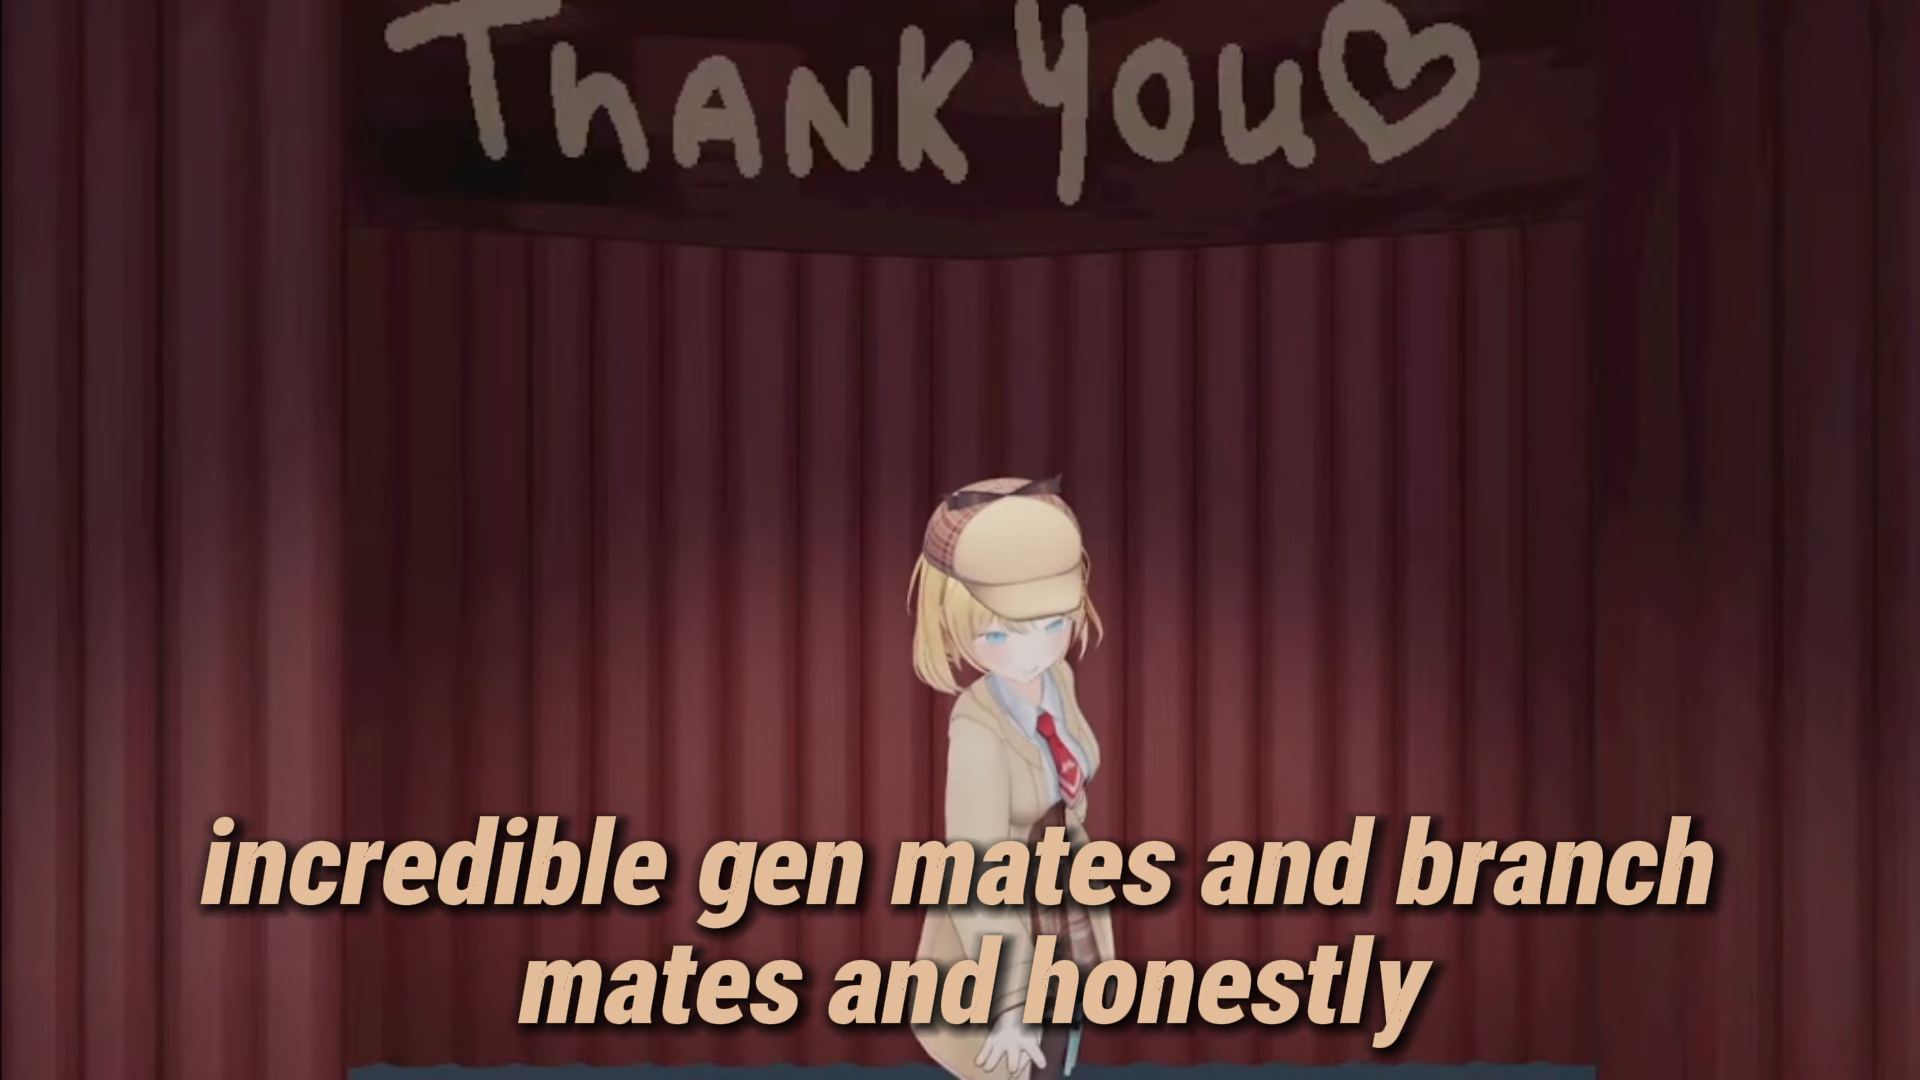 ThANK YOU♡
incredible gen mates and branch
mates and honestly